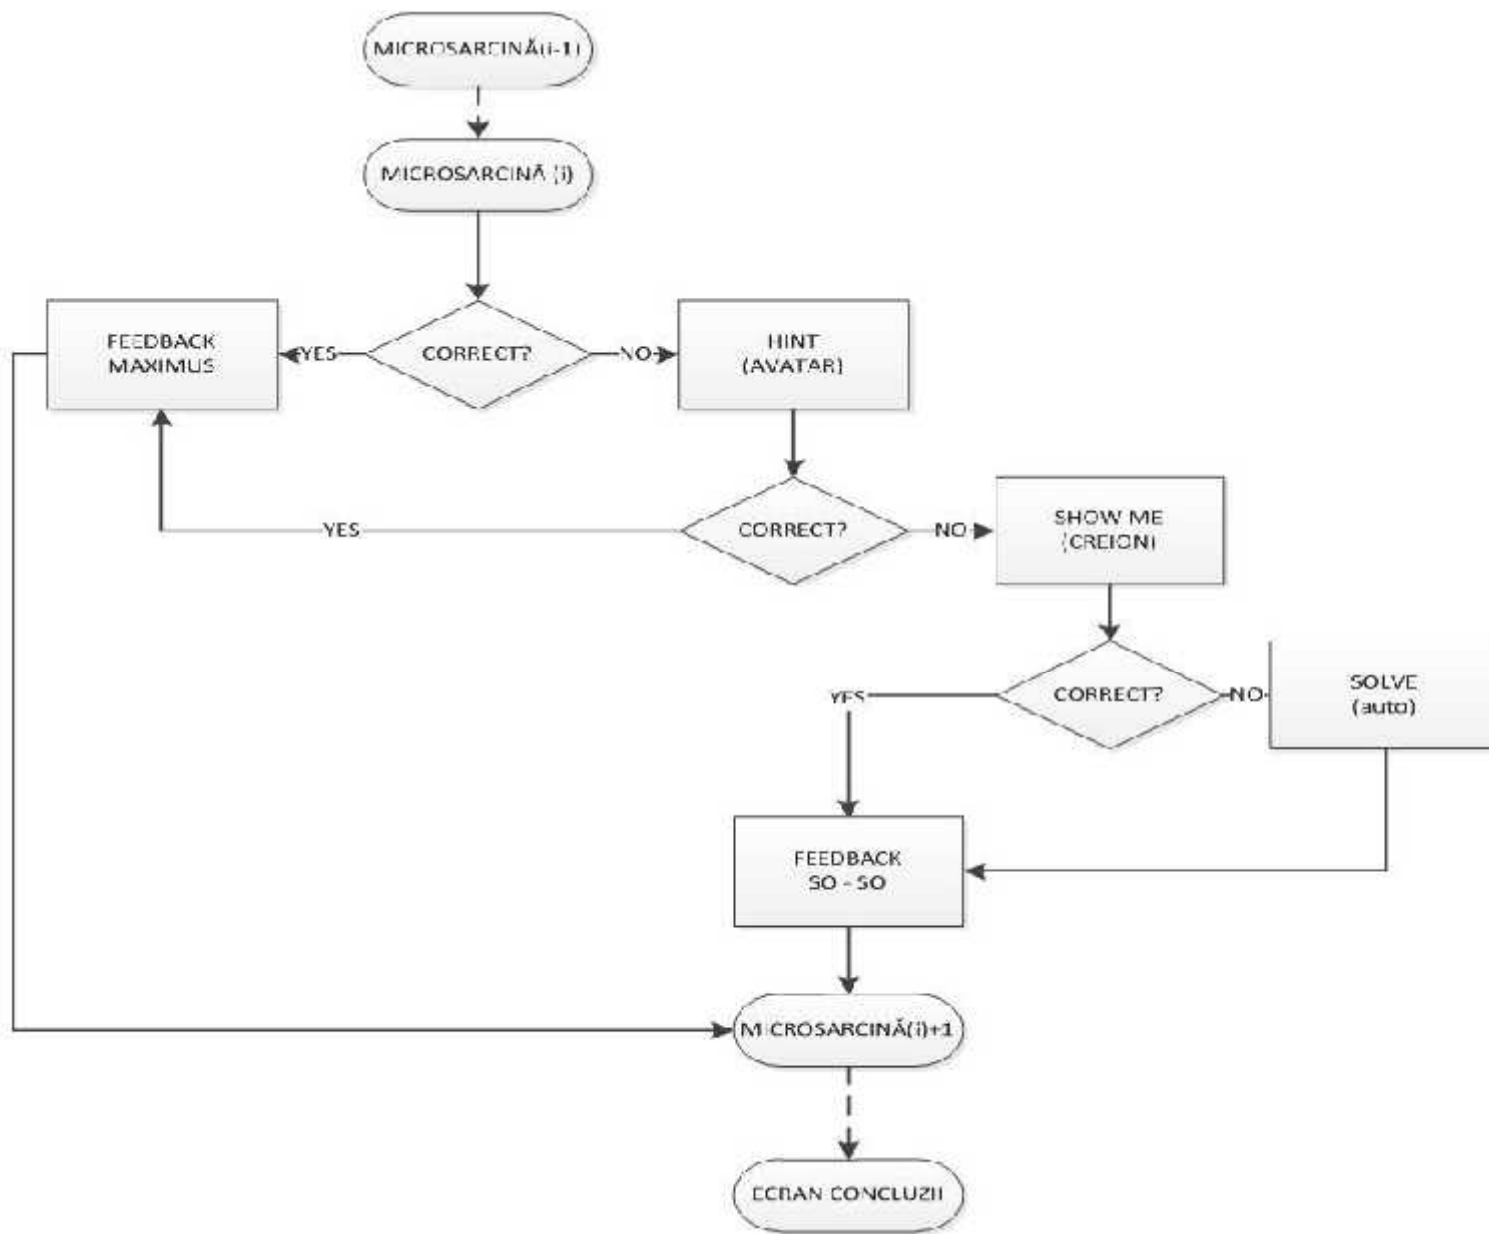 MICROSARCINĂ(i-1)
MICROSARCINĂ (i)
FEEDBACK
MAXIMUS
YES
CORRECT?
NO
HINT
(AVATAR)
YES
CORRECT?
NO
SHOW ME
(CREION)
YES
CORRECT?
NO
SOLVE
(auto)
FEEDBACK
SO - SO
MICROSARCINĂ(i)+1
ECRAN CONCLUZII